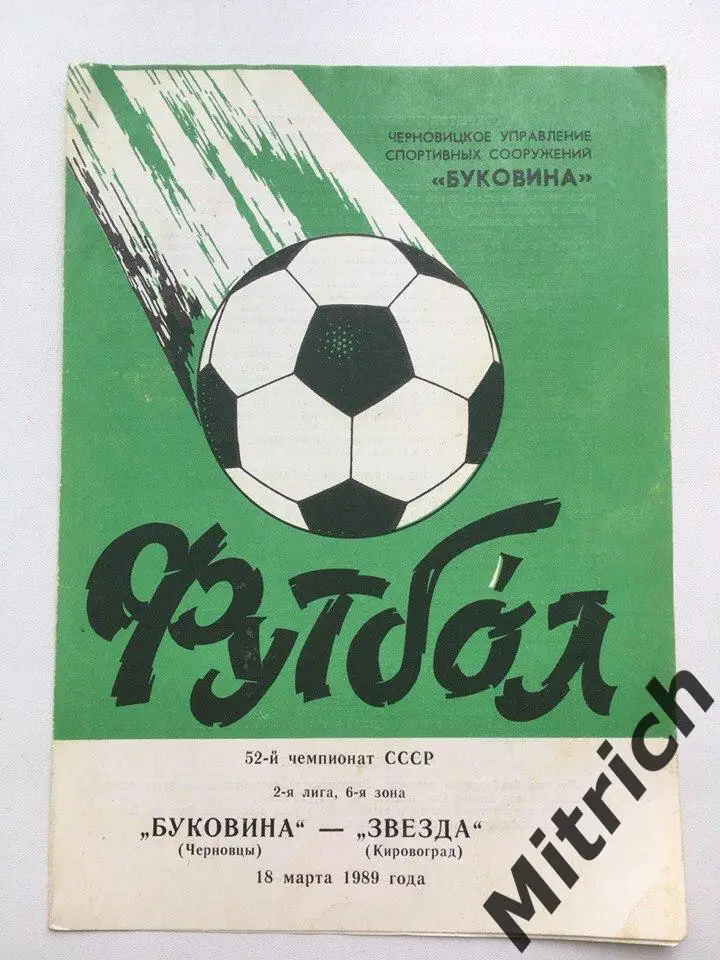 ЧЕРНОВИЦКОЕ УПРАВЛЕНИЕ
СПОРТИВНЫХ СООРУЖЕНИЙ
«БУКОВИНА»
Футбол
52-й чемпионат СССР
2-я лига, 6-я зона
„БУКОВИНА“ — „ЗВЕЗДА“
(Черновцы) (Кировоград)
18 марта 1989 года
Mitrich